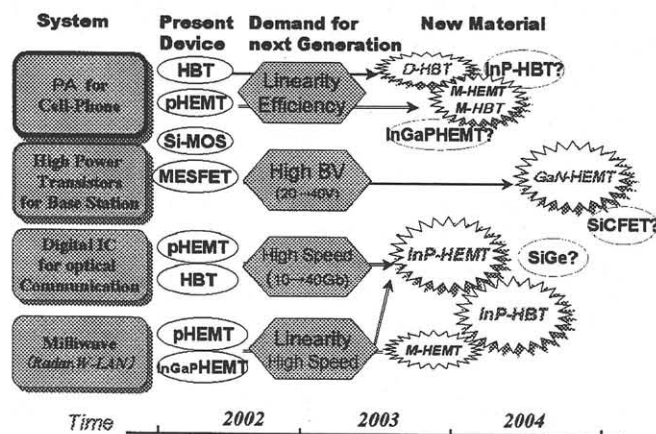 System
Present
Device
Demand for
next Generation
New Material
PA for
Cell-Phone
HBT
pHEMT
Linearity
Efficiency
D-HBT
InP-HBT?
M-HEMT
M-HBT
InGaPHEMT?
High Power
Transistors
for Base Station
Si-MOS
MESFET
High BV
(20→40V)
GaN-HEMT
SiCFET?
Digital IC
for optical
Communication
pHEMT
HBT
High Speed
(10→40Gb)
InP-HEMT
SiGe?
InP-HBT
Milliwave
(Radar,W-LAN)
pHEMT
InGaPHEMT
Linearity
High Speed
M-HEMT
Time
2002
2003
2004